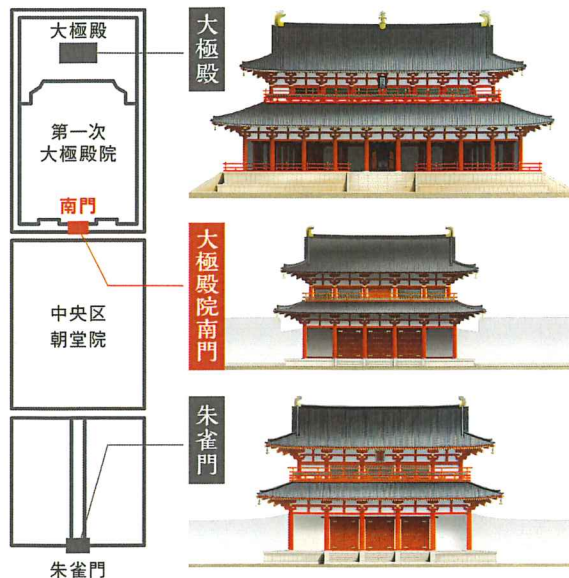 大極殿
第一次
大極殿院
南門
中央区
朝堂院
朱雀門
大極殿
大極殿院南門
朱雀門